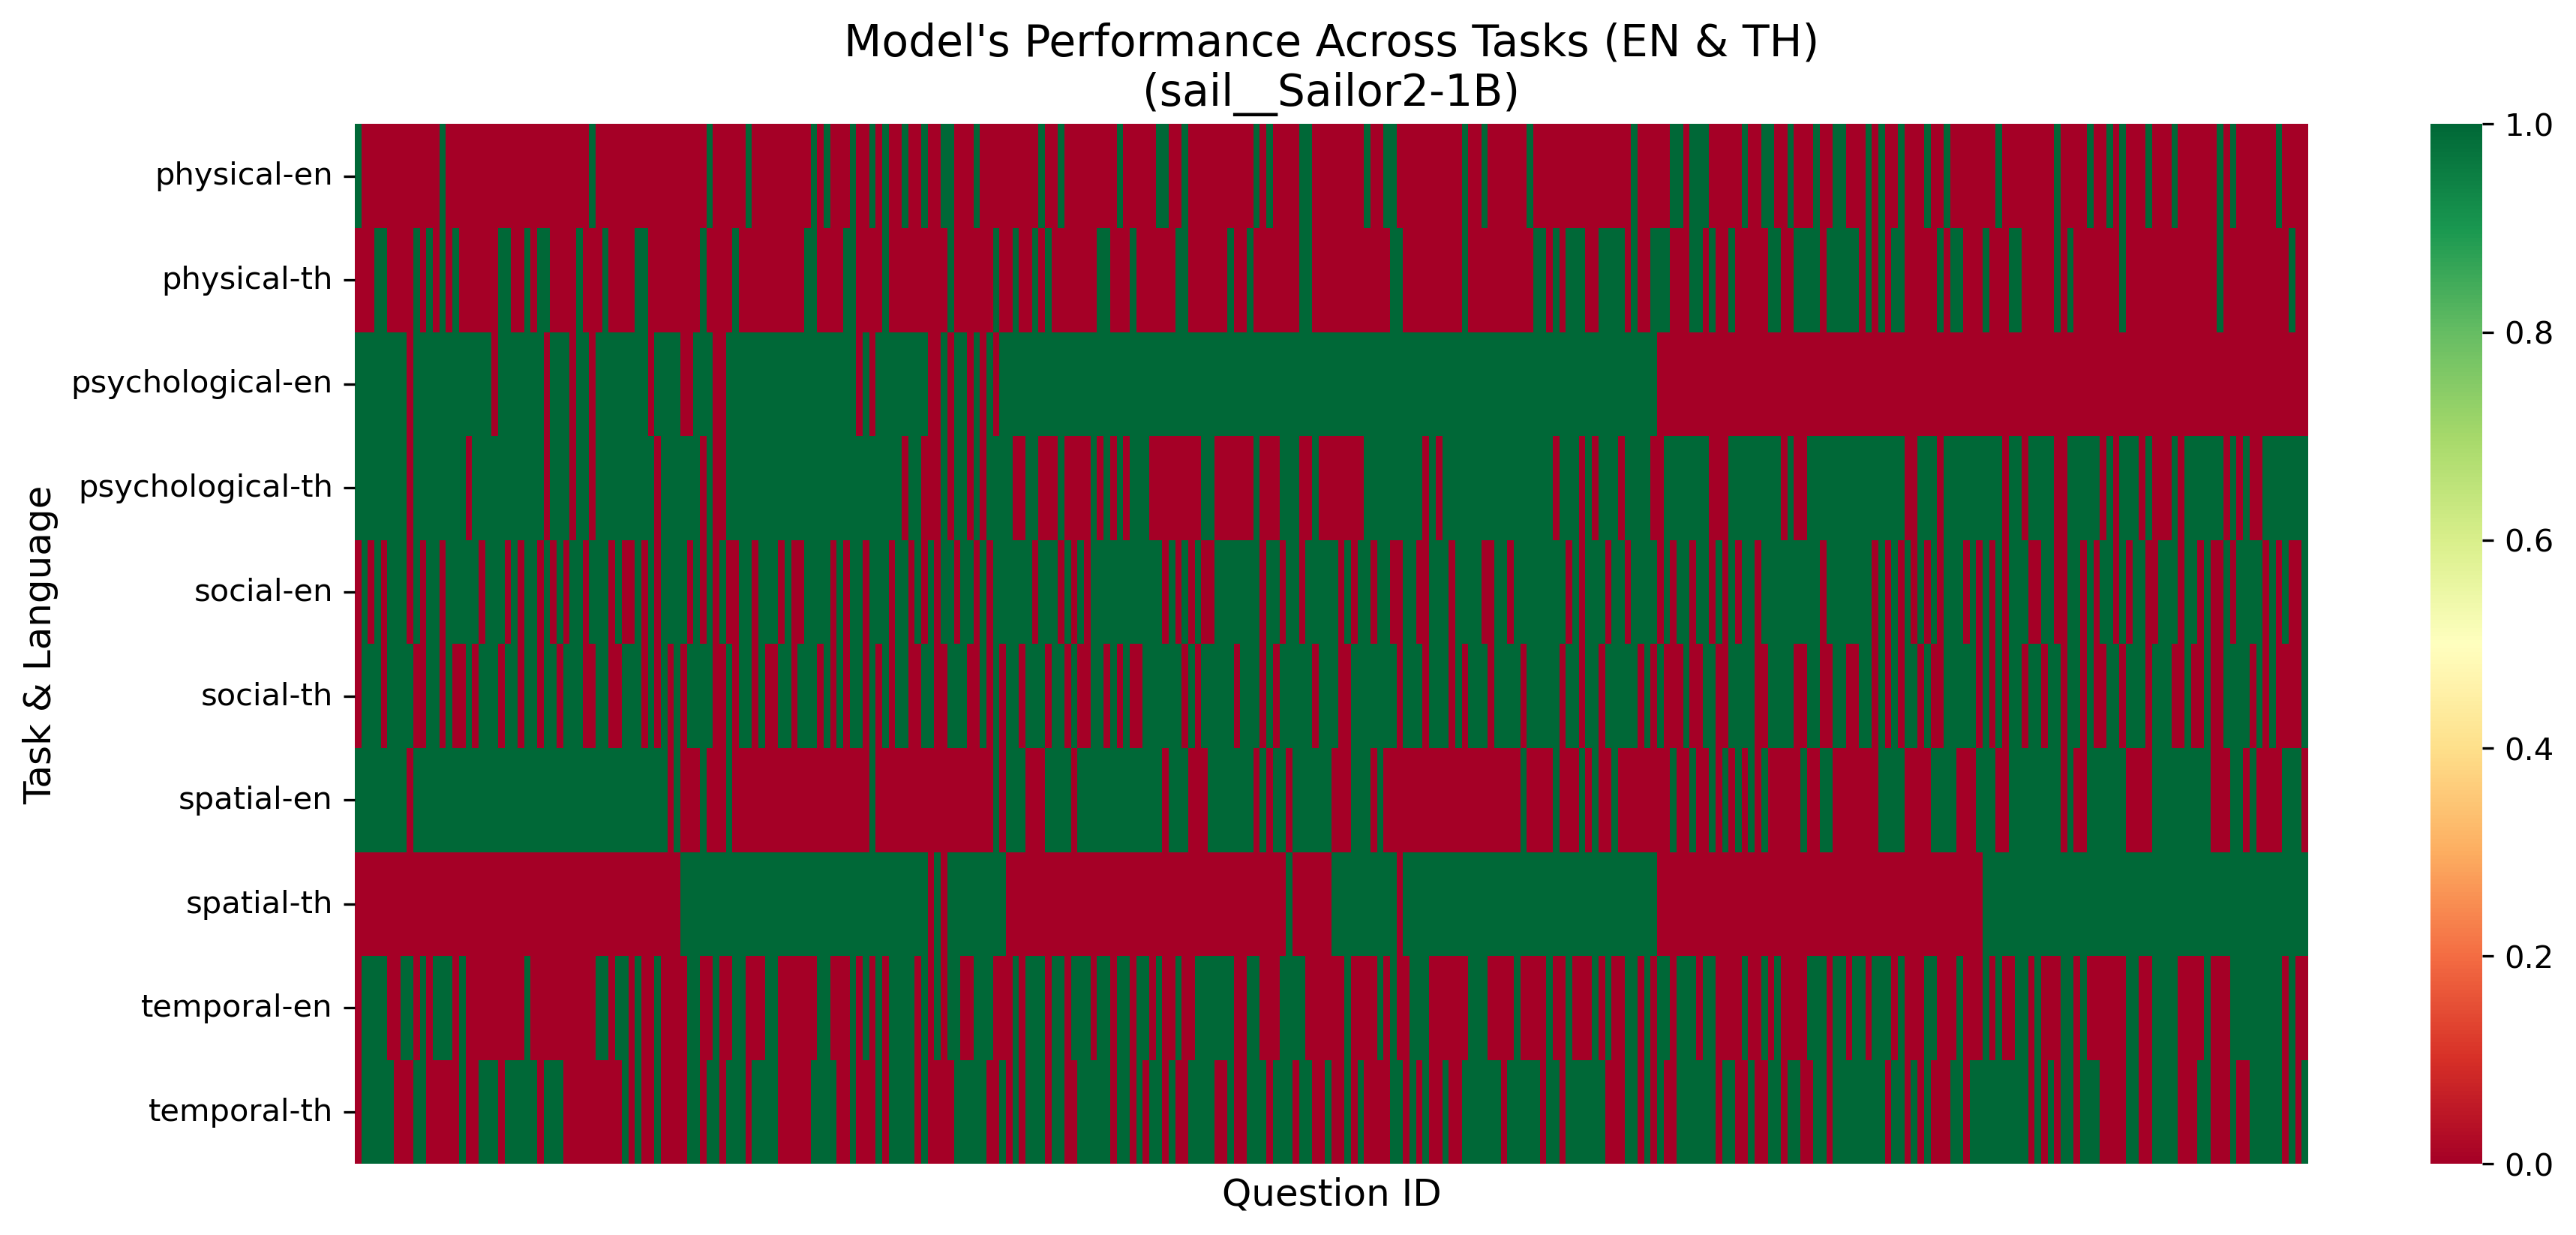 Model's Performance Across Tasks (EN & TH)
(sail__Sailor2-1B)
Task & Language
physical-en
physical-th
psychological-en
psychological-th
social-en
social-th
spatial-en
spatial-th
temporal-en
temporal-th
Question ID
1.0
0.8
0.6
0.4
0.2
0.0